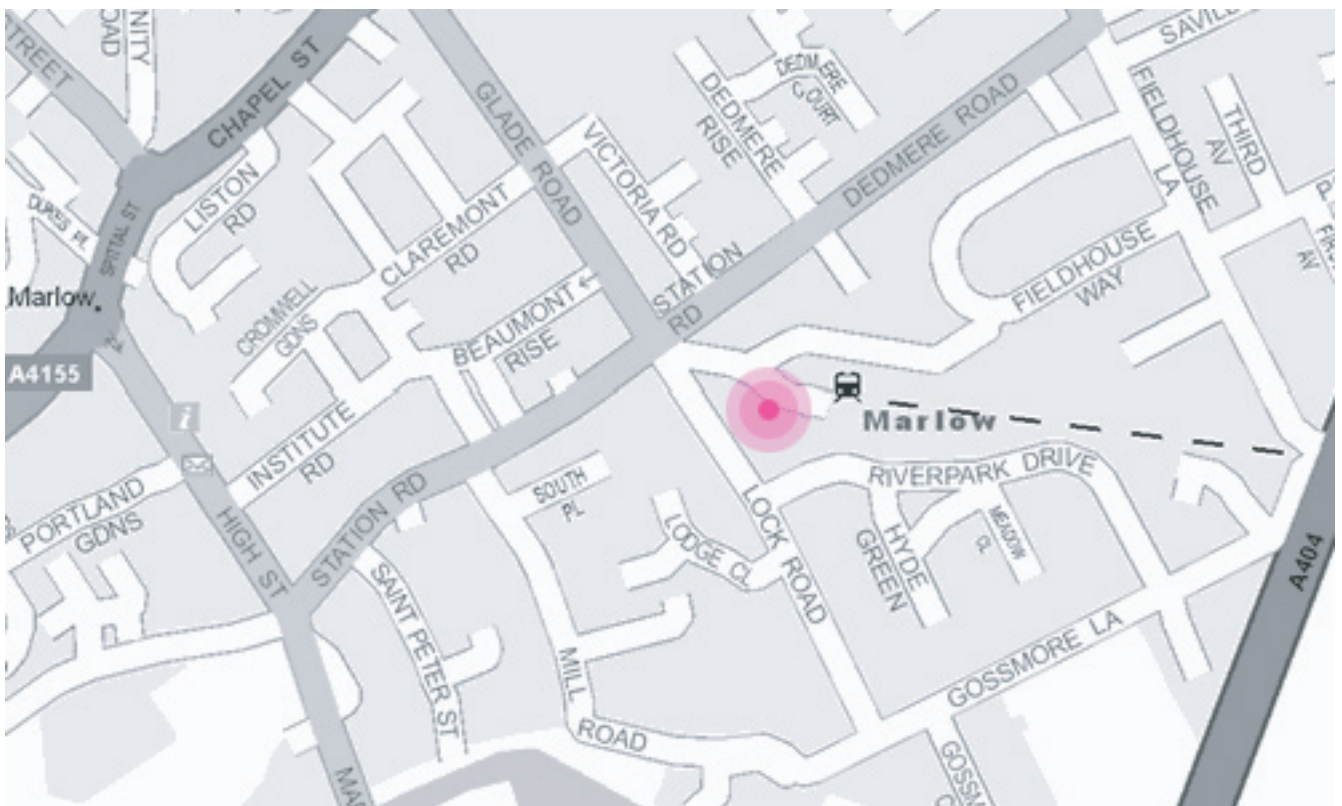 STREET
NITY
ROAD
CHAPEL ST
GLADE ROAD
DEDMERE
RISE
DEDMERE
COURT
DEDMERE ROAD
FIELDHOUSE
LA
THIRD
AV
AV
VICTORIA RD
LISTON
RD
DUKES PL
SPITTAL ST
CLAREMONT
RD
STATION
RD
FIELDHOUSE
WAY
Marlow
CROMWELL
GDNS
BEAUMONT
RISE
A4155
i
Marlow
INSTITUTE
RD
PORTLAND
GDNS
HIGH ST
STATION RD
SOUTH
PL
LODGE CL
LOCK ROAD
RIVERPARK DRIVE
HYDE
GREEN
MEADOW
CL
A404
SAINT PETER ST
MILL
ROAD
GOSSMORE LA
GOSSM